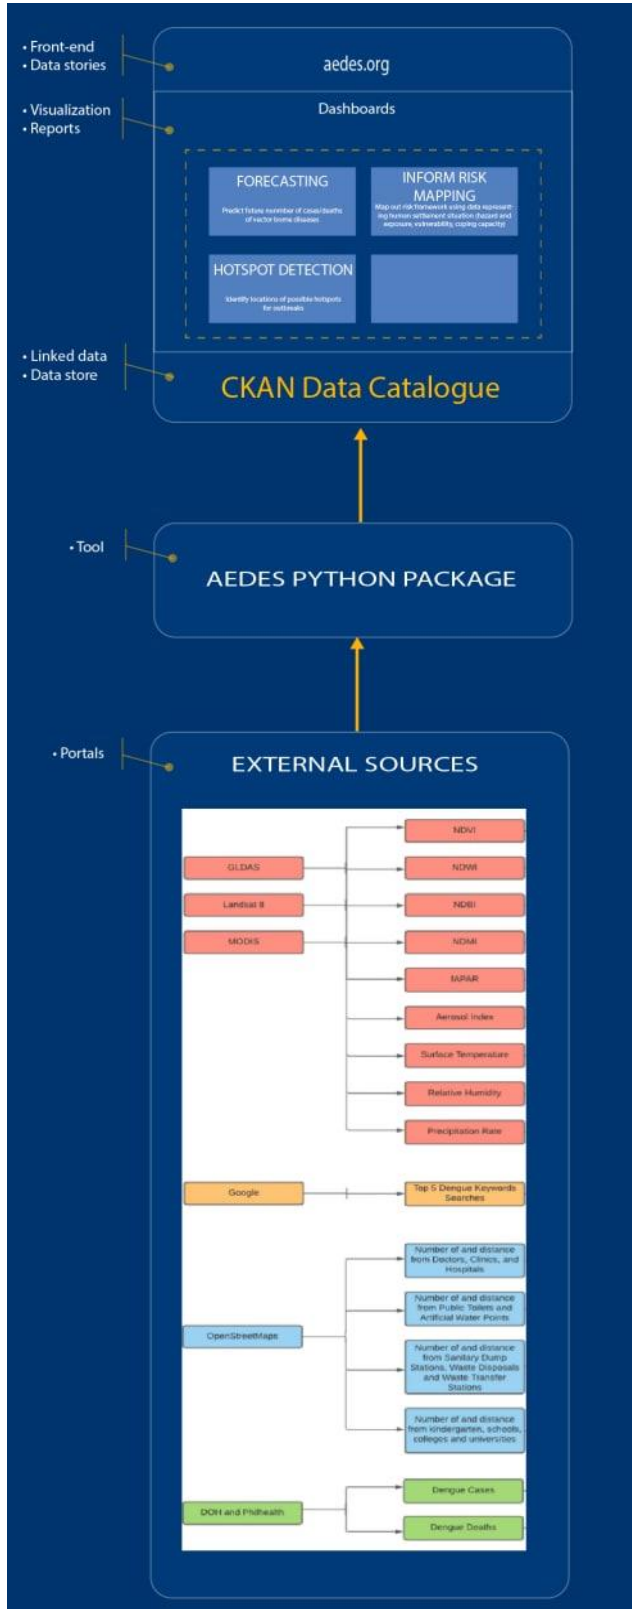 • Front-end
• Data stories
aedes.org
• Visualization
• Reports
Dashboards
FORECASTING
Predict future nomber of cases/deaths
of vector borne diseases
INFORM RISK
MAPPING
Map out risk framework using data represent-
ing human settlement situation (hazard and
exposure, vulnerability, coping capacity)
HOTSPOT DETECTION
Identify locations of possible hotspots
for outbreaks
• Linked data
• Data store
CKAN Data Catalogue
• Tool
AEDES PYTHON PACKAGE
• Portals
EXTERNAL SOURCES
GLDAS
Landsat 8
MODIS
NDVI
NDWI
NDBI
NDMI
fAPAR
Aerosol Index
Surface Temperature
Relative Humidity
Precipitation Rate
Google
Top 5 Dengue Keywords
Searches
OpenStreetMaps
Number of and distance
from Doctors, Clinics, and
Hospitals
Number of and distance
from Public Toilets and
Artificial Water Points
Number of and distance
from Sanitary Dump
Stations, Waste Disposals
and Waste Transfer
Stations
Number of and distance
from kindergarten, schools,
colleges and universities
DOH and Philhealth
Dengue Cases
Dengue Deaths